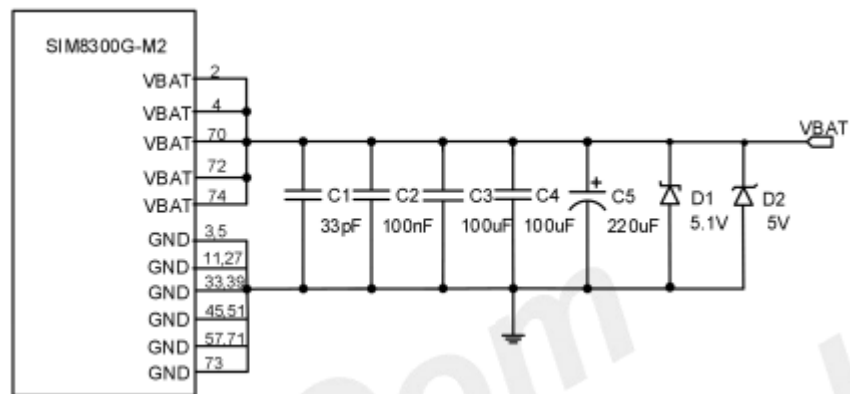 SIM8300G-M2
VBAT 2
VBAT 4
VBAT 70
VBAT 72
VBAT 74
GND 3,5
GND 11,27
GND 33,39
GND 45,51
GND 57,71
GND 73
VBAT
C1
33pF
C2
100nF
C3
100uF
C4
100uF
+
C5
220uF
D1
5.1V
D2
5V
com